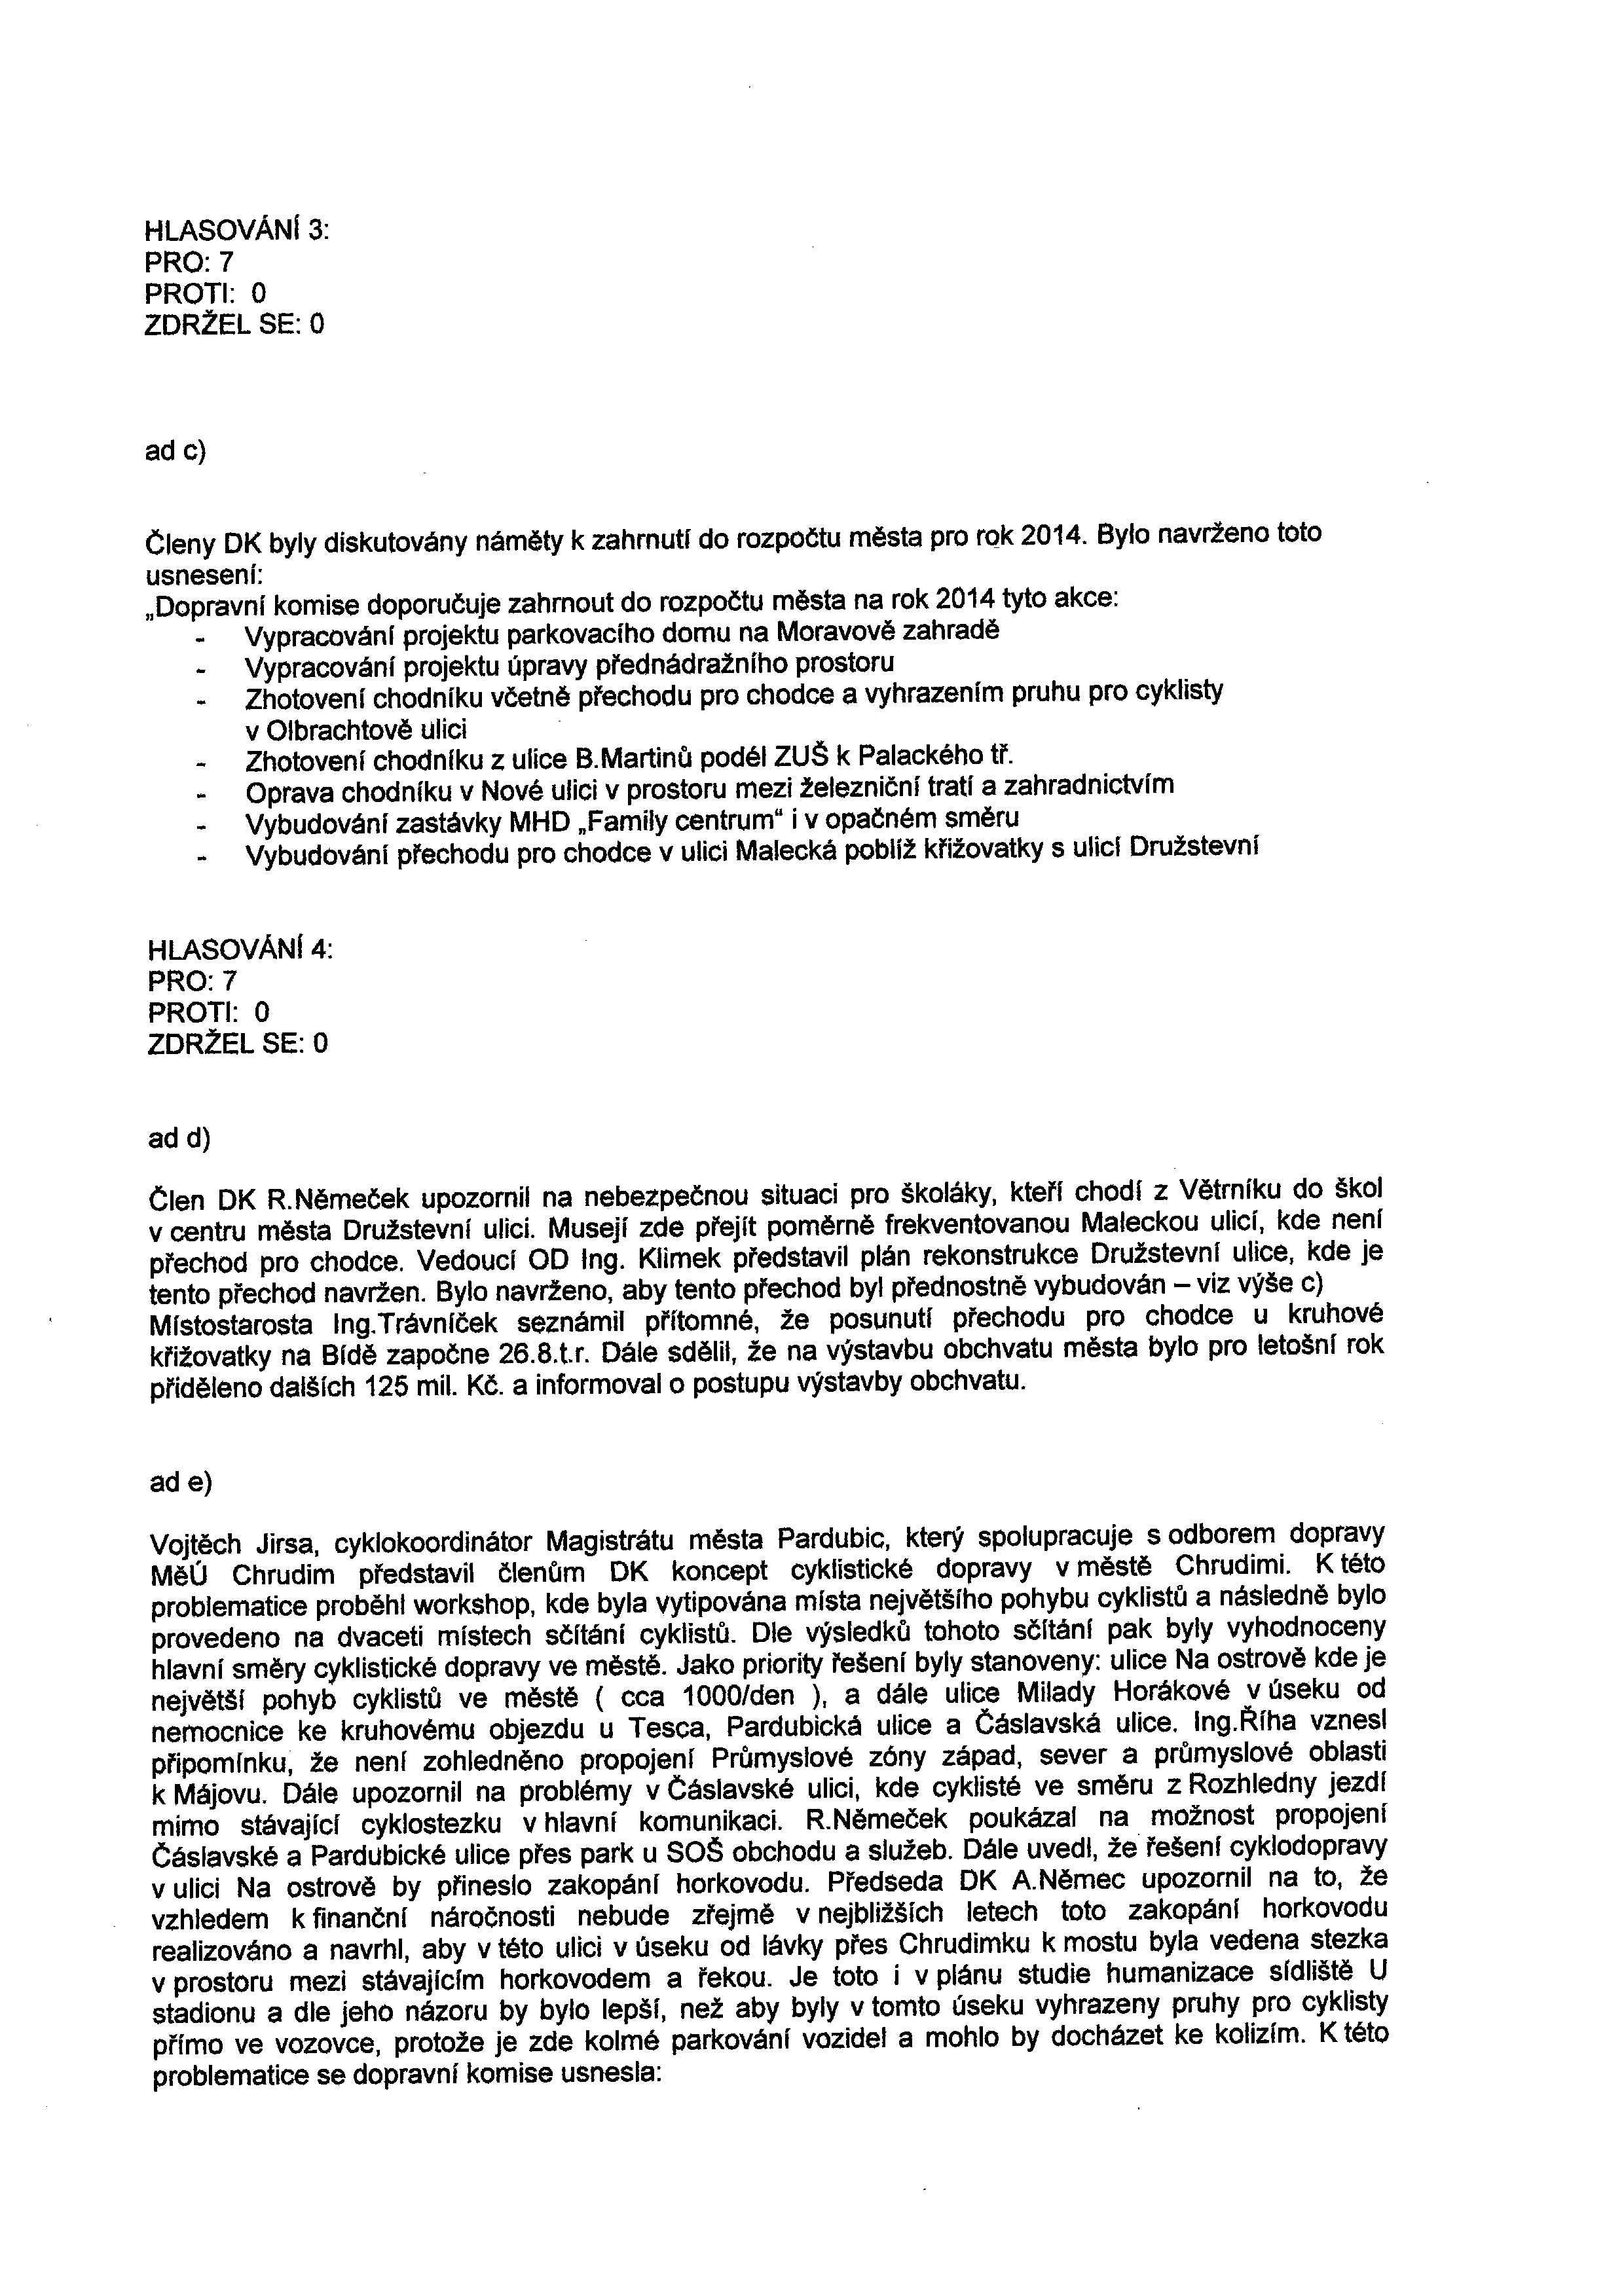 HLASOVÁNÍ 3:
PRO: 7
PROTI: 0
ZDRŽEL SE: 0
ad c)
Členy DK byly diskutovány náměty k zahrnutí do rozpočtu města pro rok 2014. Bylo navrženo toto
usnesení:
„Dopravní komise doporučuje zahrnout do rozpočtu města na rok 2014 tyto akce:
- Vypracování projektu parkovacího domu na Moravově zahradě
- Vypracování projektu úpravy přednádražního prostoru
- Zhotovení chodníku včetně přechodu pro chodce a vyhrazením pruhu pro cyklisty
v Olbrachtově ulici
- Zhotovení chodníku z ulice B.Martinů podél ZUŠ k Palackého tř.
- Oprava chodníku v Nové ulici v prostoru mezi železniční tratí a zahradnictvím
- Vybudování zastávky MHD „Family centrum“ i v opačném směru
- Vybudování přechodu pro chodce v ulici Malecká poblíž křižovatky s ulicí Družstevní
HLASOVÁNÍ 4:
PRO: 7
PROTI: 0
ZDRŽEL SE: 0
ad d)
Člen DK R.Němeček upozornil na nebezpečnou situaci pro školáky, kteří chodí z Větrníku do škol
v centru města Družstevní ulici. Musejí zde přejít poměrně frekventovanou Maleckou ulicí, kde není
přechod pro chodce. Vedoucí OD Ing. Klimek představil plán rekonstrukce Družstevní ulice, kde je
tento přechod navržen. Bylo navrženo, aby tento přechod byl přednostně vybudován – viz výše c)
Místostarosta Ing.Trávníček seznámil přítomné, že posunutí přechodu pro chodce u kruhové
křižovatky na Bídě započne 26.8.t.r. Dále sdělil, že na výstavbu obchvatu města bylo pro letošní rok
přiděleno dalších 125 mil. Kč. a informoval o postupu výstavby obchvatu.
ad e)
Vojtěch Jirsa, cyklokoordinátor Magistrátu města Pardubic, který spolupracuje s odborem dopravy
MěÚ Chrudim představil členům DK koncept cyklistické dopravy v městě Chrudimi. K této
problematice proběhl workshop, kde byla vytipována místa největšího pohybu cyklistů a následně bylo
provedeno na dvaceti místech sčítání cyklistů. Dle výsledků tohoto sčítání pak byly vyhodnoceny
hlavní směry cyklistické dopravy ve městě. Jako priority řešení byly stanoveny: ulice Na ostrově kde je
největší pohyb cyklistů ve městě ( cca 1000/den ), a dále ulice Milady Horákové v úseku od
nemocnice ke kruhovému objezdu u Tesca, Pardubická ulice a Čáslavská ulice. Ing.Říha vznesl
připomínku, že není zohledněno propojení Průmyslové zóny západ, sever a průmyslové oblasti
k Májovu. Dále upozornil na problémy v Čáslavské ulici, kde cyklisté ve směru z Rozhledny jezdí
mimo stávající cyklostezku v hlavní komunikaci. R.Němeček poukázal na možnost propojení
Čáslavské a Pardubické ulice přes park u SOŠ obchodu a služeb. Dále uvedl, že řešení cyklodopravy
v ulici Na ostrově by přineslo zakopání horkovodu. Předseda DK A.Němec upozornil na to, že
vzhledem k finanční náročnosti nebude zřejmě v nejbližších letech toto zakopání horkovodu
realizováno a navrhl, aby v této ulici v úseku od lávky přes Chrudimku k mostu byla vedena stezka
v prostoru mezi stávajícím horkovodem a řekou. Je toto i v plánu studie humanizace sídliště U
stadionu a dle jeho názoru by bylo lepší, než aby byly v tomto úseku vyhrazeny pruhy pro cyklisty
přímo ve vozovce, protože je zde kolmé parkování vozidel a mohlo by docházet ke kolizím. K této
problematice se dopravní komise usnesla: